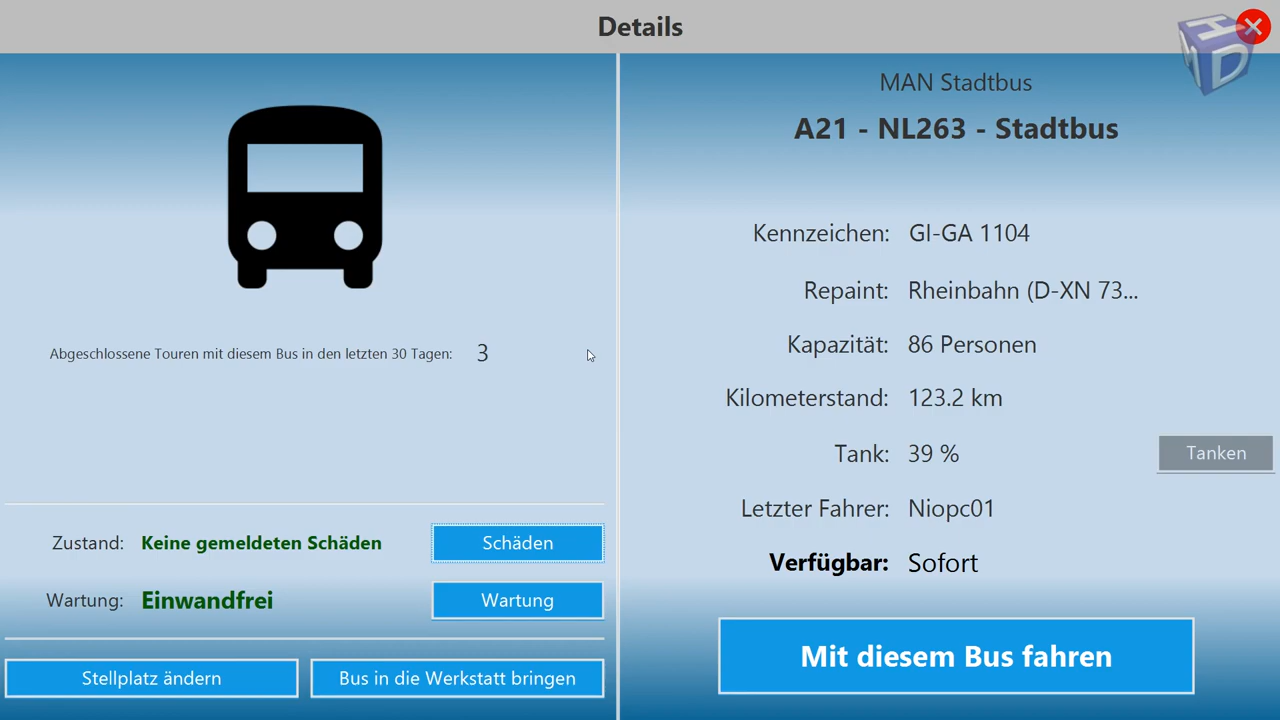 Details
Abgeschlossene Touren mit diesem Bus in den letzten 30 Tagen: 3
Zustand: Keine gemeldeten Schäden
Schäden
Wartung: Einwandfrei
Wartung
Stellplatz ändern
Bus in die Werkstatt bringen
MAN Stadtbus
A21 - NL263 - Stadtbus
Kennzeichen: GI-GA 1104
Repaint: Rheinbahn (D-XN 73...
Kapazität: 86 Personen
Kilometerstand: 123.2 km
Tank: 39 %
Tanken
Letzter Fahrer: Niopc01
Verfügbar: Sofort
Mit diesem Bus fahren